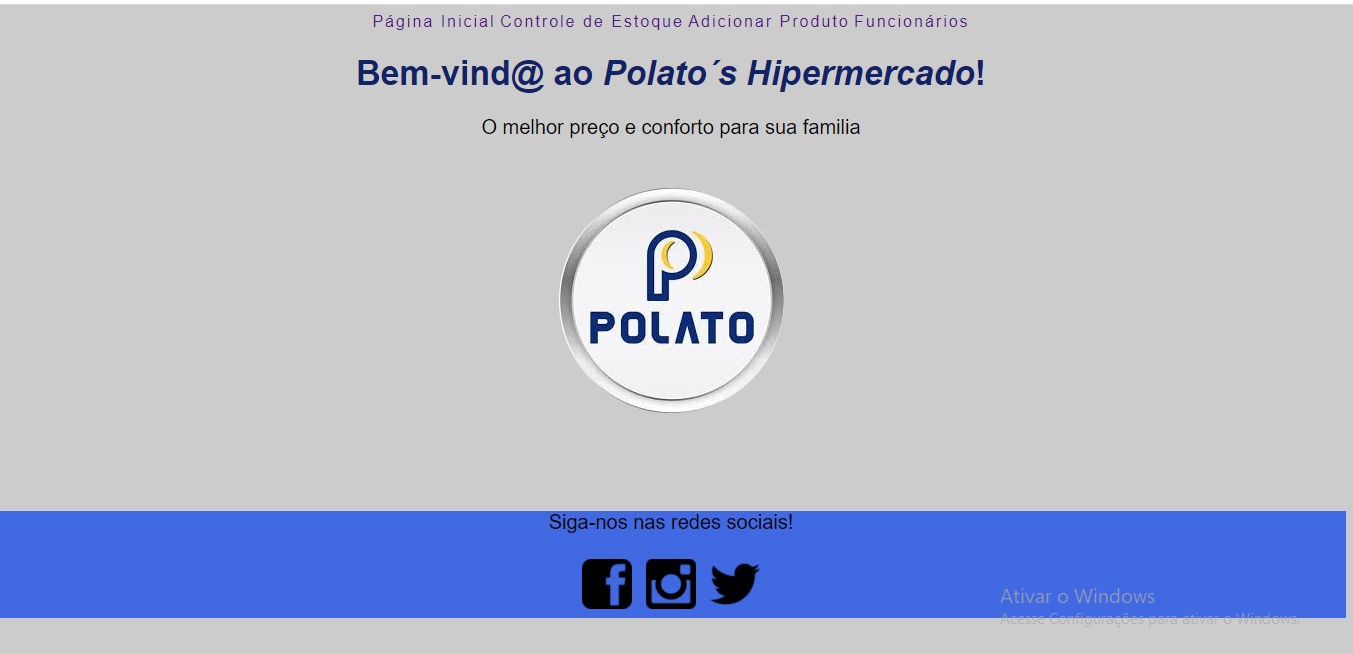 Página Inicial Controle de Estoque Adicionar Produto Funcionários
Bem-vind@ ao Polato´s Hipermercado!
O melhor preço e conforto para sua familia
P
POLATO
Siga-nos nas redes sociais!
Ativar o Windows
Acesse Configurações para ativar o Windows.